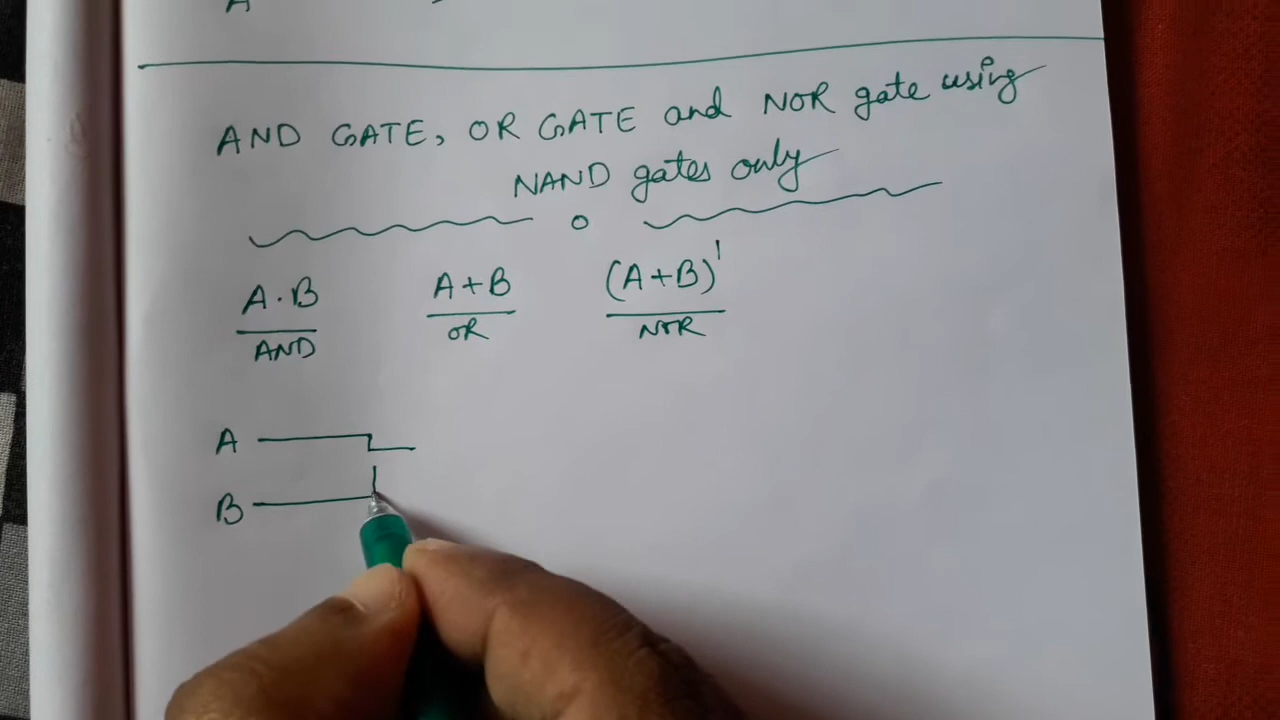 A
AND GATE, OR GATE and NOR gate using
NAND gates only
A·B A+B (A+B)'
AND OR NOR
A
B